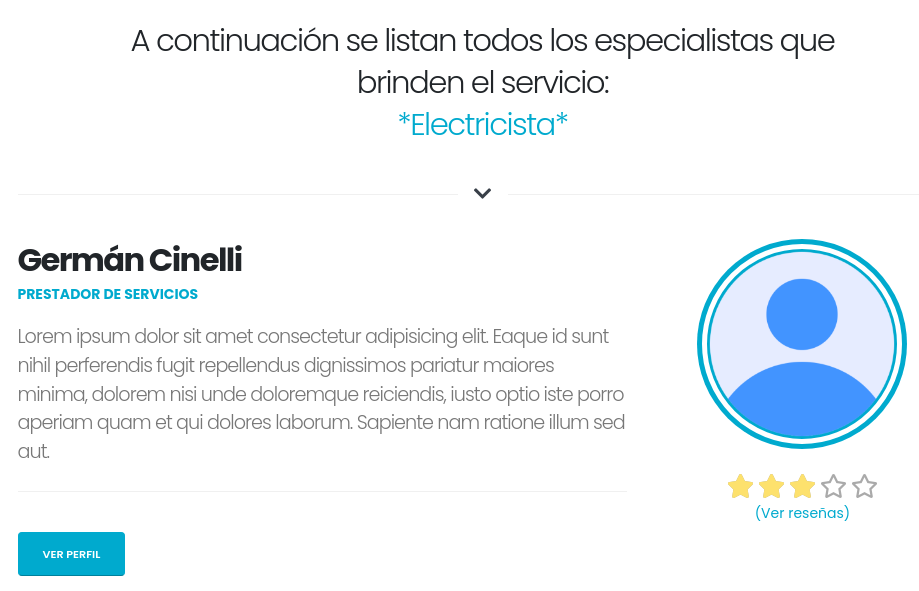 A continuación se listan todos los especialistas que
brinden el servicio:
*Electricista*
Germán Cinelli
PRESTADOR DE SERVICIOS
Lorem ipsum dolor sit amet consectetur adipisicing elit. Eaque id sunt
nihil perferendis fugit repellendus dignissimos pariatur maiores
minima, dolorem nisi unde doloremque reiciendis, iusto optio iste porro
aperiam quam et qui dolores laborum. Sapiente nam ratione illum sed
aut.
(Ver reseñas)
VER PERFIL